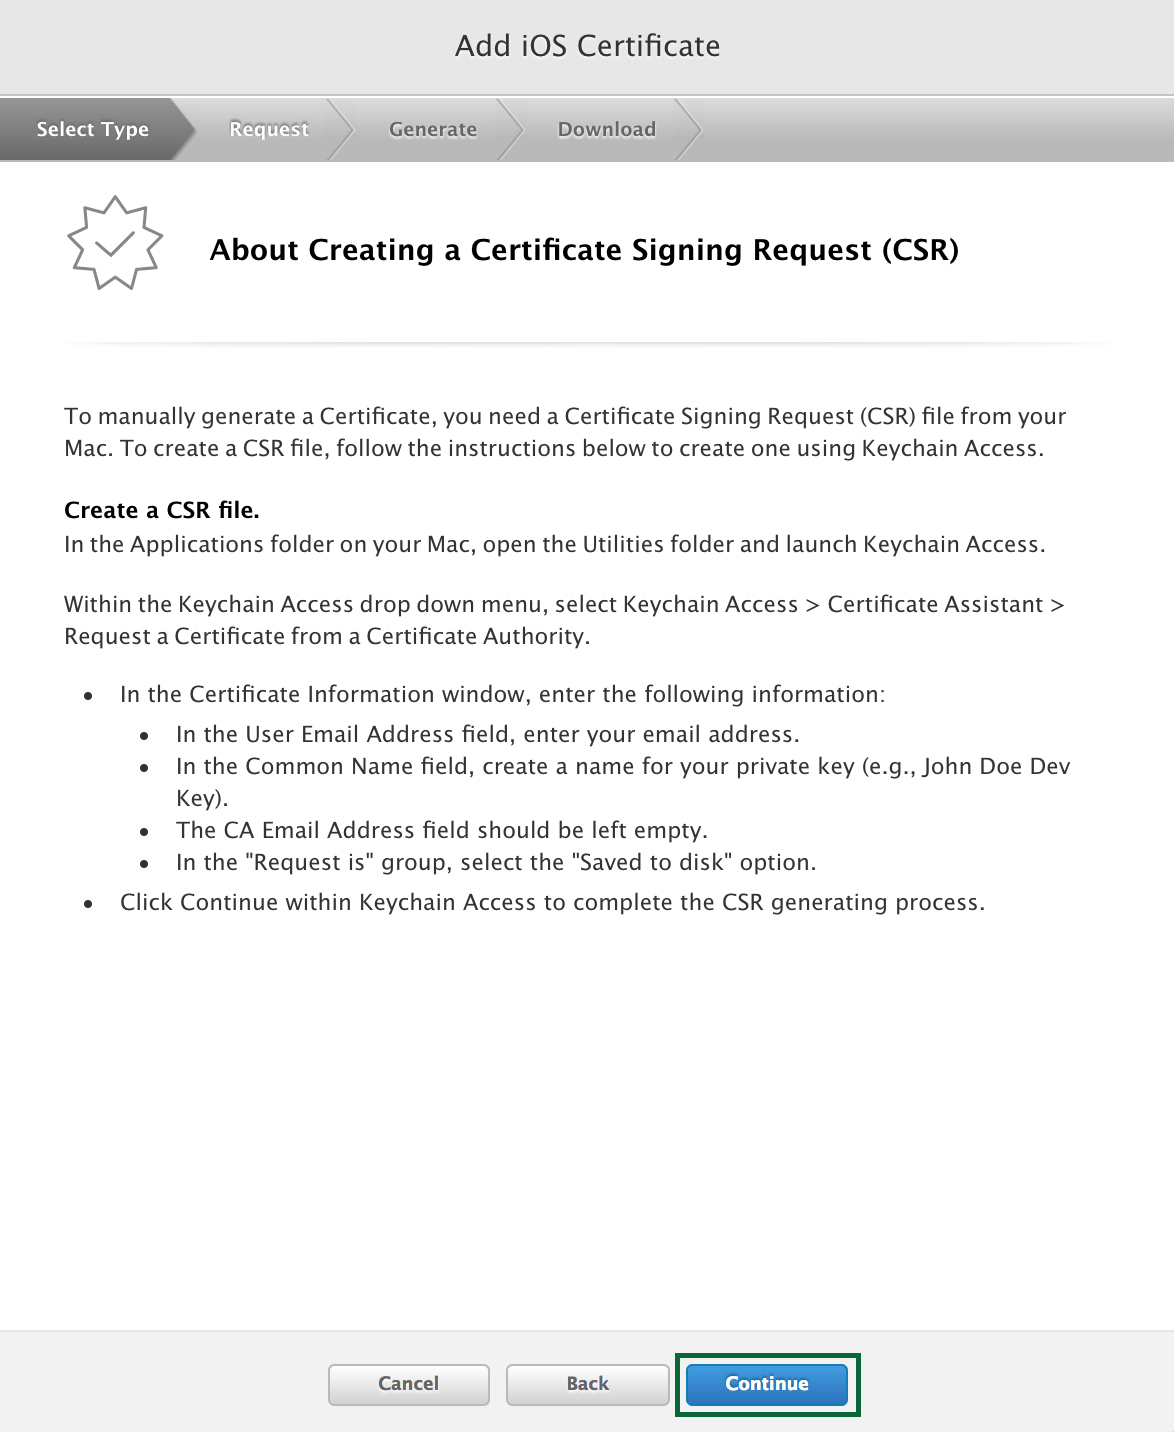 Add iOS Certificate
Select Type
Request
Generate
Download
About Creating a Certificate Signing Request (CSR)
To manually generate a Certificate, you need a Certificate Signing Request (CSR) file from your
Mac. To create a CSR file, follow the instructions below to create one using Keychain Access.
Create a CSR file.
In the Applications folder on your Mac, open the Utilities folder and launch Keychain Access.
Within the Keychain Access drop down menu, select Keychain Access > Certificate Assistant >
Request a Certificate from a Certificate Authority.
• In the Certificate Information window, enter the following information:
• In the User Email Address field, enter your email address.
• In the Common Name field, create a name for your private key (e.g., John Doe Dev
Key).
• The CA Email Address field should be left empty.
• In the "Request is" group, select the "Saved to disk" option.
• Click Continue within Keychain Access to complete the CSR generating process.
Cancel
Back
Continue